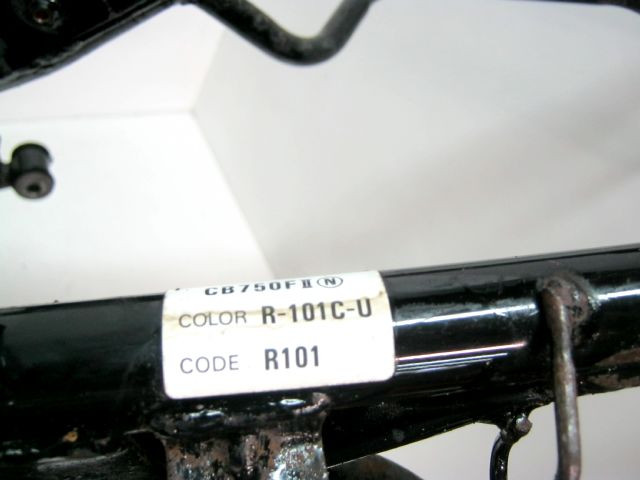 CB750FⅡ Ⓝ
COLOR R-101C-U
CODE R101